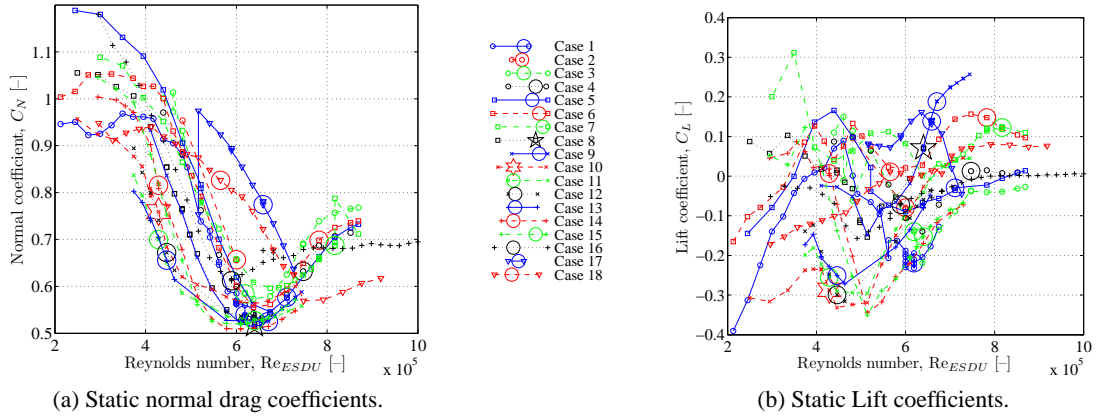 1.1
1
0.9
0.8
0.7
0.6
0.5
Normal coefficient, C_N [–]
2 4 6 8 10
x 10^5
Reynolds number, Re_ESDU [–]
(a) Static normal drag coefficients.
Case 1
Case 2
Case 3
Case 4
Case 5
Case 6
Case 7
Case 8
Case 9
Case 10
Case 11
Case 12
Case 13
Case 14
Case 15
Case 16
Case 17
Case 18
0.4
0.3
0.2
0.1
0
-0.1
-0.2
-0.3
-0.4
Lift coefficient, C_L [–]
2 4 6 8 10
x 10^5
Reynolds number, Re_ESDU [–]
(b) Static Lift coefficients.